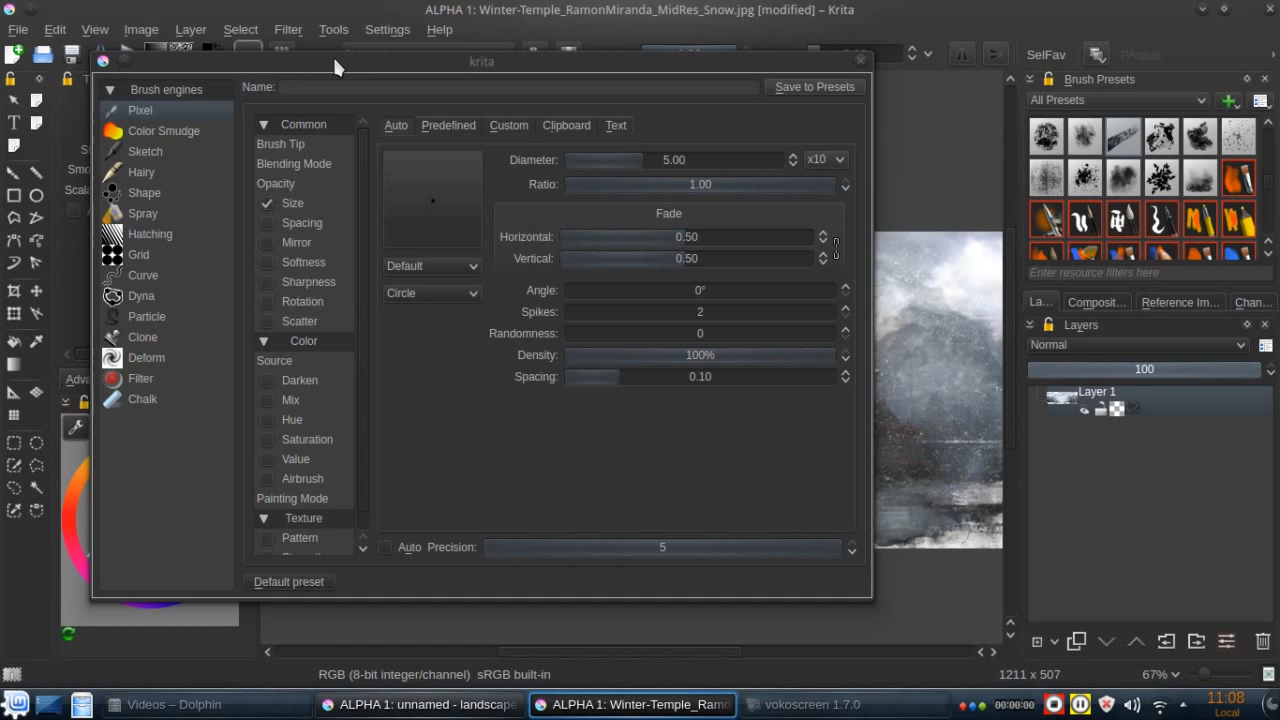 ALPHA 1: Winter-Temple_RamonMiranda_MidRes_Snow.jpg [modified] – Krita
File Edit View Image Layer Select Filter Tools Settings Help
SelFav
PAssist
krita
Brush engines
Pixel
Color Smudge
Sketch
Hairy
Shape
Spray
Hatching
Grid
Curve
Dyna
Particle
Clone
Deform
Filter
Chalk
Name:
Save to Presets
Common
Brush Tip
Blending Mode
Opacity
Size
Spacing
Mirror
Softness
Sharpness
Rotation
Scatter
Color
Source
Darken
Mix
Hue
Saturation
Value
Airbrush
Painting Mode
Texture
Pattern
Auto Predefined Custom Clipboard Text
Diameter: 5.00 x10
Ratio: 1.00
Fade
Horizontal: 0.50
Vertical: 0.50
Default
Circle
Angle: 0°
Spikes: 2
Randomness: 0
Density: 100%
Spacing: 0.10
Auto Precision: 5
Default preset
Brush Presets
All Presets
Enter resource filters
La... Composit... Reference Im... Chan...
Layers
Normal
100
Layer 1
RGB (8-bit integer/channel) sRGB built-in
1211 x 507
67%
Videos – Dolphin
ALPHA 1: unnamed - landscape
ALPHA 1: Winter-Temple_Ramo
vokoscreen 1.7.0
00:00:00
11:08
Local